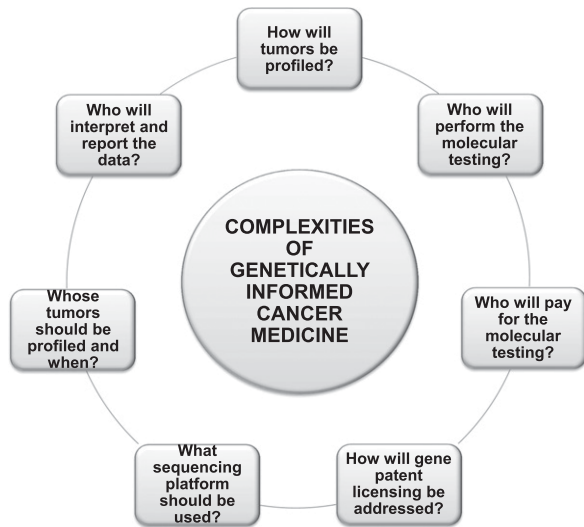 How will
tumors be
profiled?
Who will
perform the
molecular
testing?
Who will pay
for the
molecular
testing?
How will gene
patent
licensing be
addressed?
What
sequencing
platform
should be
used?
Whose
tumors
should be
profiled and
when?
Who will
interpret and
report the
data?
COMPLEXITIES
OF
GENETICALLY
INFORMED
CANCER
MEDICINE